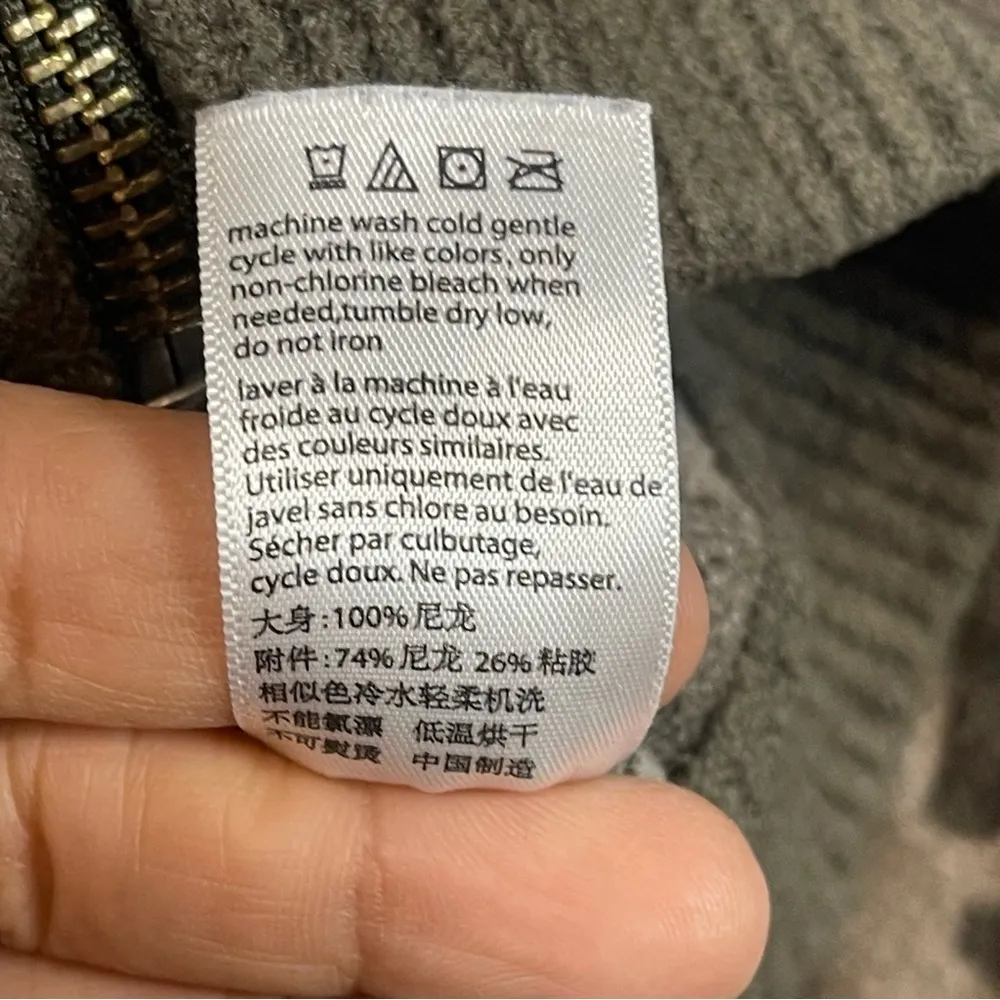 machine wash cold gentle
cycle with like colors, only
non-chlorine bleach when
needed,tumble dry low,
do not iron
laver à la machine à l'eau
froide au cycle doux avec
des couleurs similaires.
Utiliser uniquement de l'eau de
javel sans chlore au besoin.
Sécher par culbutage,
cycle doux. Ne pas repasser.
大身:100%尼龙
附件:74%尼龙 26%粘胶
相似色冷水轻柔机洗
不能氯漂 低温烘干
不可熨烫 中国制造